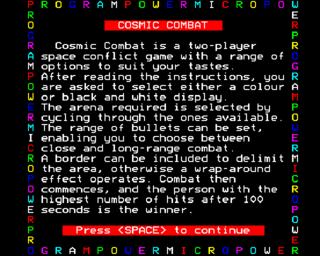 PROGRAMPOWERMICROPOW
COSMIC COMBAT
Cosmic Combat is a two-player
space conflict game with a range of
options to suit your tastes.
After reading the instructions, you
are asked to select either a colour
or black and white display.
The arena required is selected by
cycling through the ones available.
The range of bullets can be set,
enabling you to choose between
close and long-range combat.
A border can be included to delimit
the area, otherwise a wrap-around
effect operates. Combat then
commences, and the person with the
highest number of hits after 100
seconds is the winner.
Press <SPACE> to continue
OGRAMPOWERMICROPOWER